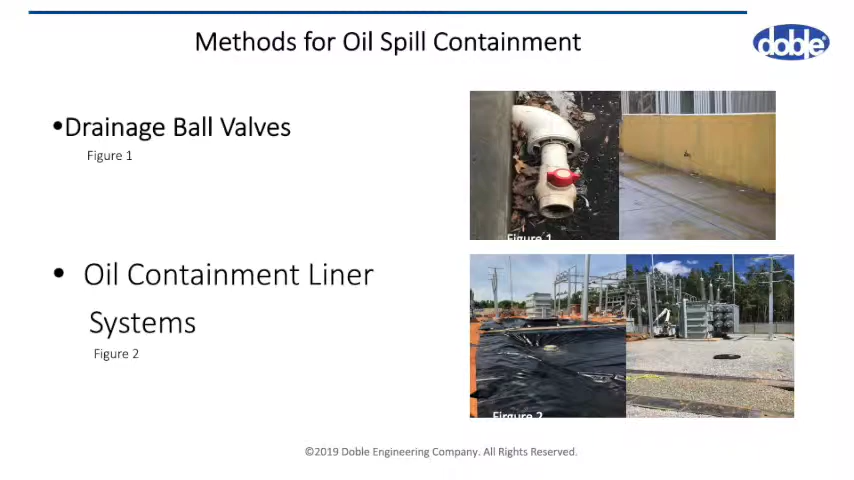 Methods for Oil Spill Containment
doble
•Drainage Ball Valves
Figure 1
Figure 1
• Oil Containment Liner
Systems
Figure 2
Firgure 2
©2019 Doble Engineering Company. All Rights Reserved.